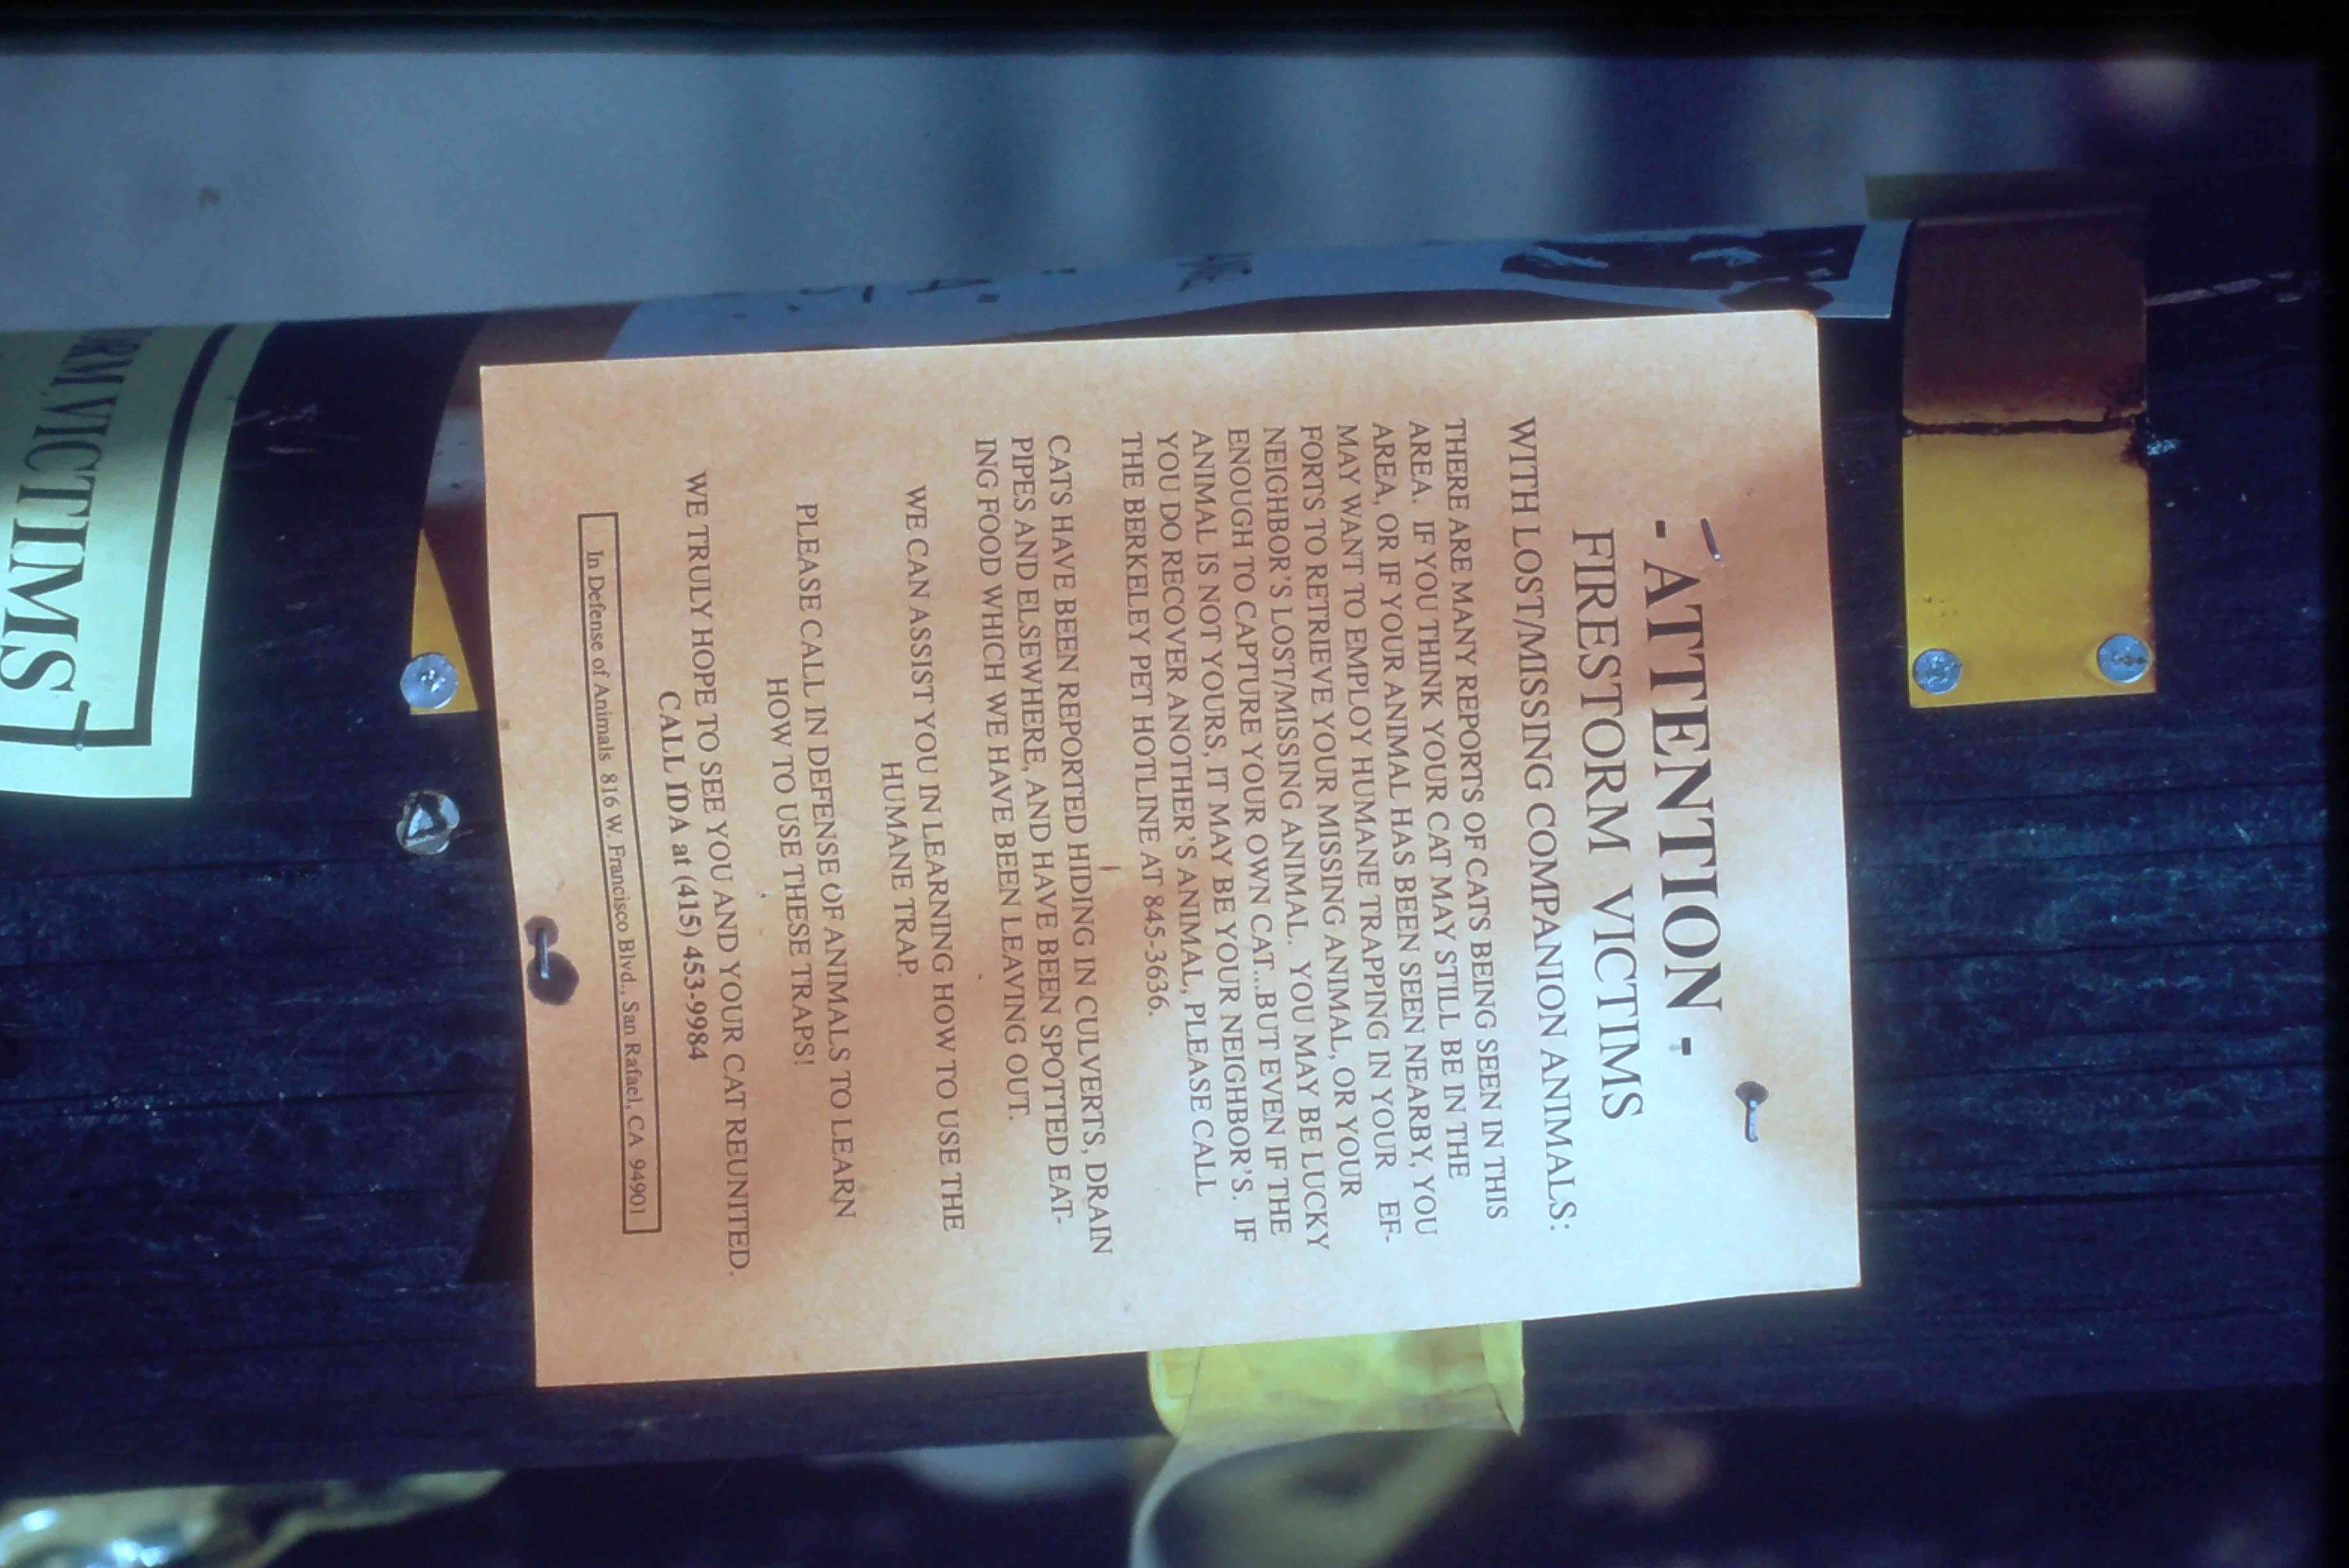 - ATTENTION -
FIRESTORM VICTIMS
WITH LOST/MISSING COMPANION ANIMALS:
THERE ARE MANY REPORTS OF CATS BEING SEEN IN THIS
AREA. IF YOU THINK YOUR CAT MAY STILL BE IN THE
AREA, OR IF YOUR ANIMAL HAS BEEN SEEN NEARBY, YOU
MAY WANT TO EMPLOY HUMANE TRAPPING IN YOUR EF-
FORTS TO RETRIEVE YOUR MISSING ANIMAL, OR YOUR
NEIGHBOR'S LOST/MISSING ANIMAL. YOU MAY BE LUCKY
ENOUGH TO CAPTURE YOUR OWN CAT...BUT EVEN IF THE
ANIMAL IS NOT YOURS, IT MAY BE YOUR NEIGHBOR'S. IF
YOU DO RECOVER ANOTHER'S ANIMAL, PLEASE CALL
THE BERKELEY PET HOTLINE AT 845-3636.
CATS HAVE BEEN REPORTED HIDING IN CULVERTS, DRAIN
PIPES AND ELSEWHERE, AND HAVE BEEN SPOTTED EAT-
ING FOOD WHICH WE HAVE BEEN LEAVING OUT.
WE CAN ASSIST YOU IN LEARNING HOW TO USE THE
HUMANE TRAP.
PLEASE CALL IN DEFENSE OF ANIMALS TO LEARN
HOW TO USE THESE TRAPS!
WE TRULY HOPE TO SEE YOU AND YOUR CAT REUNITED.
CALL IDA at (415) 453-9984
In Defense of Animals 816 W. Francisco Blvd., San Rafael, CA 94901
RM VICTIMS